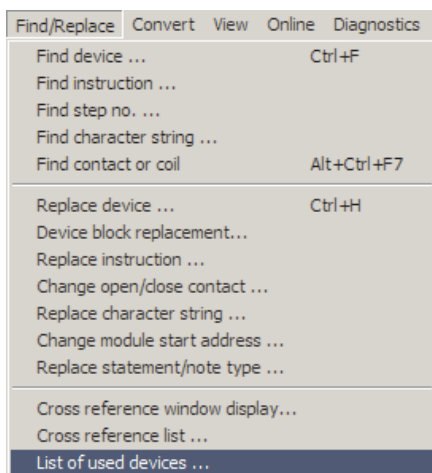 Find/Replace Convert View Online Diagnostics
Find device ... Ctrl+F
Find instruction ...
Find step no. ...
Find character string ...
Find contact or coil Alt+Ctrl+F7
Replace device ... Ctrl+H
Device block replacement...
Replace instruction ...
Change open/close contact ...
Replace character string ...
Change module start address ...
Replace statement/note type ...
Cross reference window display...
Cross reference list ...
List of used devices ...